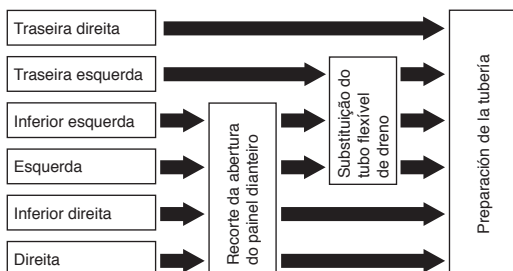 Traseira direita
Traseira esquerda
Inferior esquerda
Esquerda
Inferior direita
Direita
Recorte da abertura
do painel dianteiro
Substituição do
tubo flexível
de dreno
Preparación de la tubería